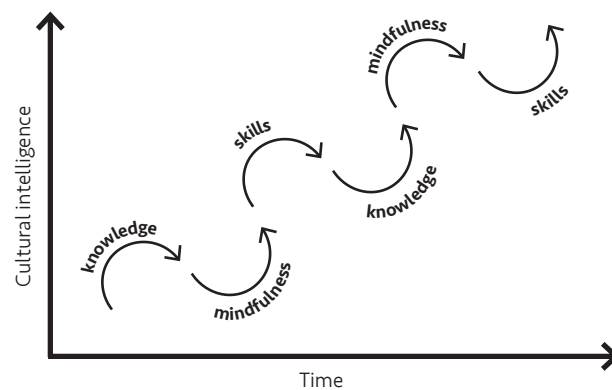 Cultural intelligence
knowledge
mindfulness
skills
knowledge
mindfulness
skills
Time